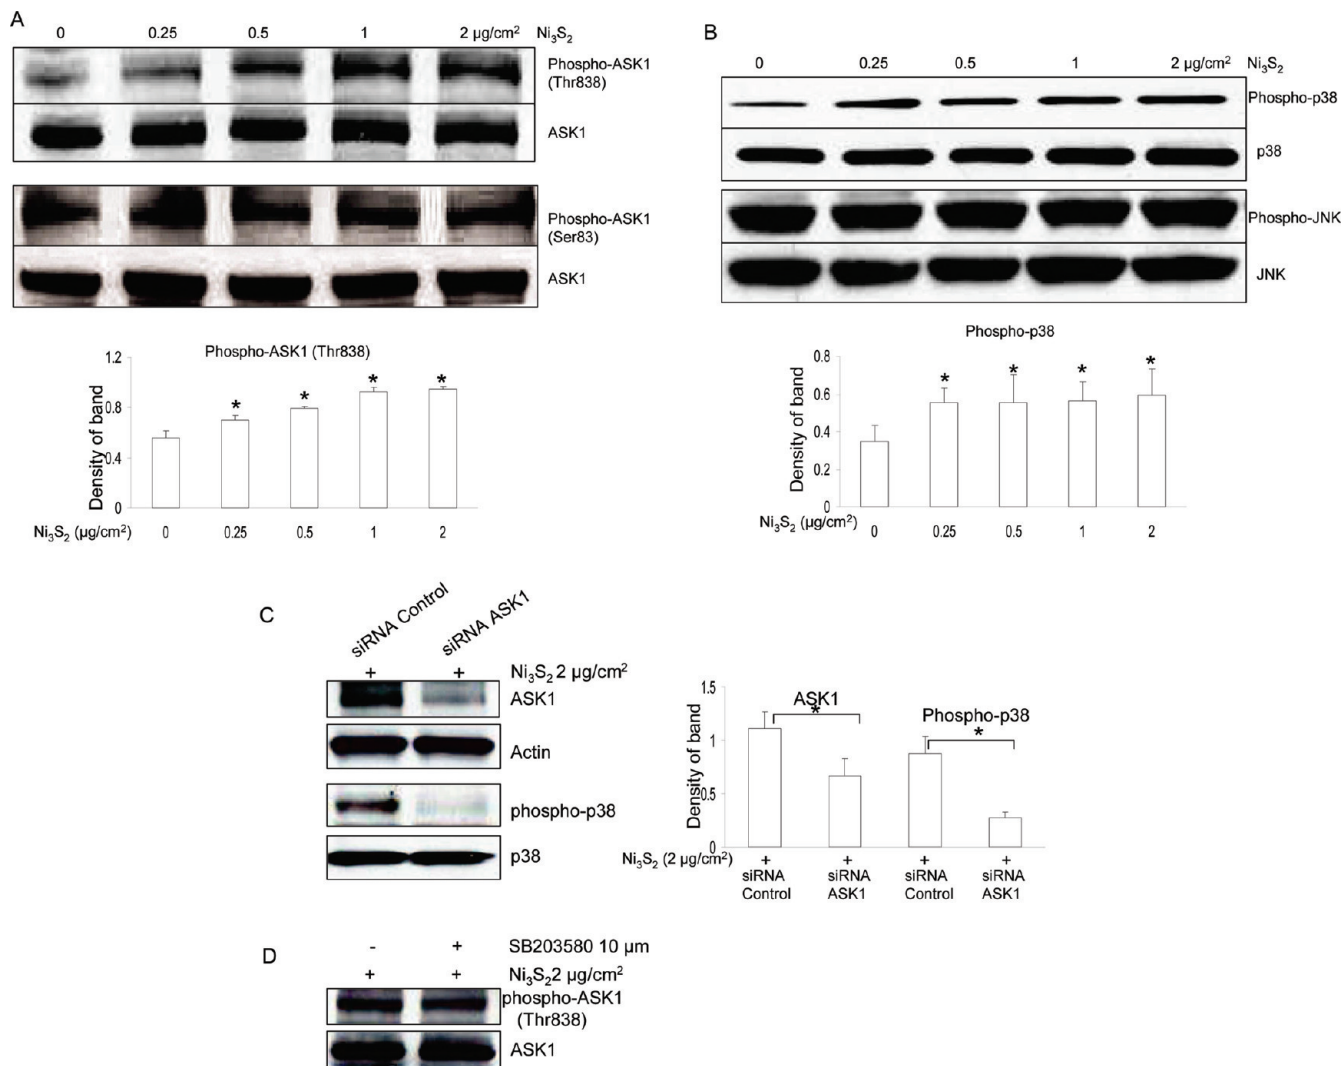 A
0 0.25 0.5 1 2 µg/cm² Ni₃S₂
Phospho-ASK1
(Thr838)
ASK1
Phospho-ASK1
(Ser83)
ASK1
Phospho-ASK1 (Thr838)
1.2
0.8
0.4
0
Density of band
Ni₃S₂ (µg/cm²) 0 0.25 0.5 1 2
* * * *
B
0 0.25 0.5 1 2 µg/cm² Ni₃S₂
Phospho-p38
p38
Phospho-JNK
JNK
Phospho-p38
0.8
0.6
0.4
0.2
0
Density of band
* * * *
Ni₃S₂ (µg/cm²)
0 0.25 0.5 1 2
C
siRNA Control
siRNA ASK1
+ + Ni₃S₂ 2 µg/cm²
ASK1
Actin
phospho-p38
p38
1.5
1
0.5
0
Density of band
ASK1
*
Phospho-p38
*
Ni₃S₂ (2 µg/cm²) + + + +
siRNA siRNA siRNA siRNA
Control ASK1 Control ASK1
D
- + SB203580 10 µm
+ + Ni₃S₂2 µg/cm²
phospho-ASK1
(Thr838)
ASK1